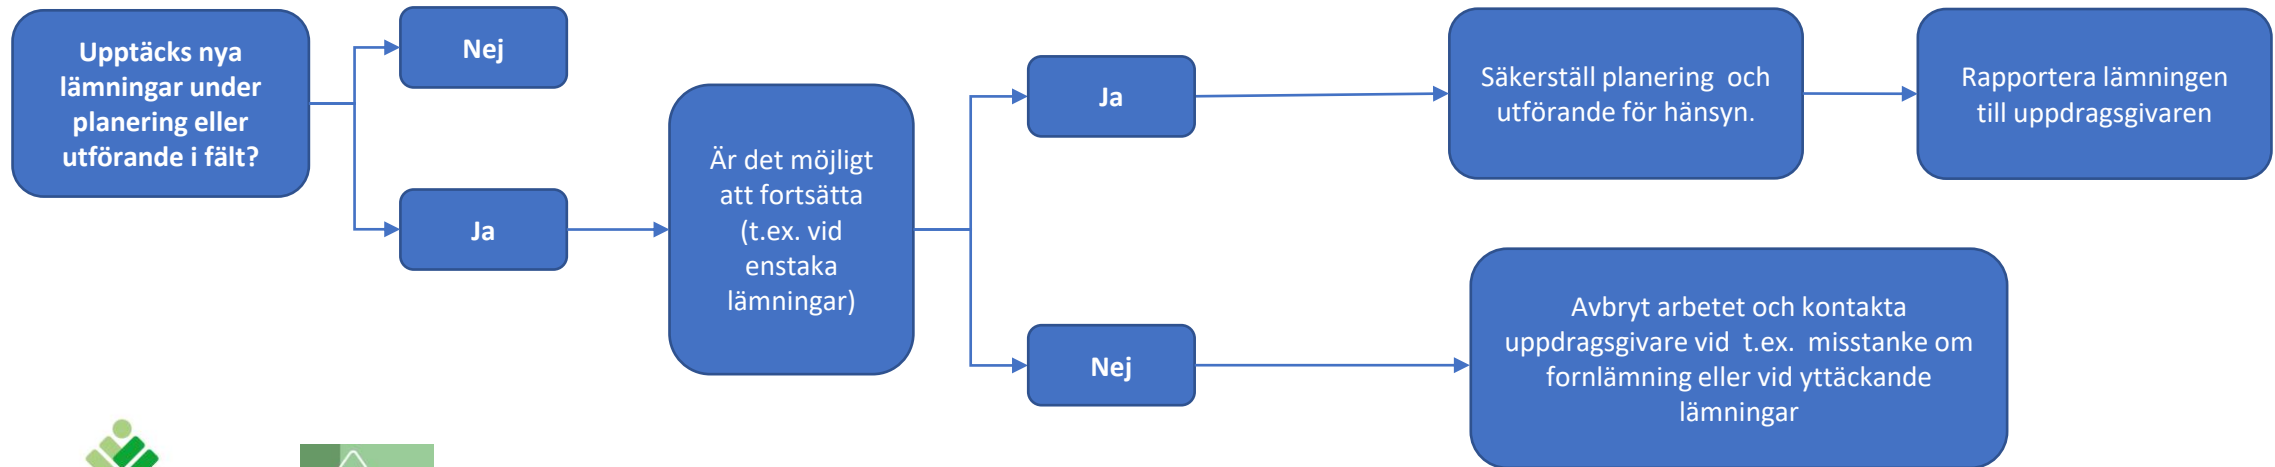 Upptäcks nya
lämningar under
planering eller
utförande i fält?
Nej
Ja
Är det möjligt
att fortsätta
(t.ex. vid
enstaka
lämningar)
Ja
Säkerställ planering  och
utförande för hänsyn.
Rapportera lämningen
till uppdragsgivaren
Nej
Avbryt arbetet och kontakta
uppdragsgivare vid  t.ex.  misstanke om
fornlämning eller vid yttäckande
lämningar